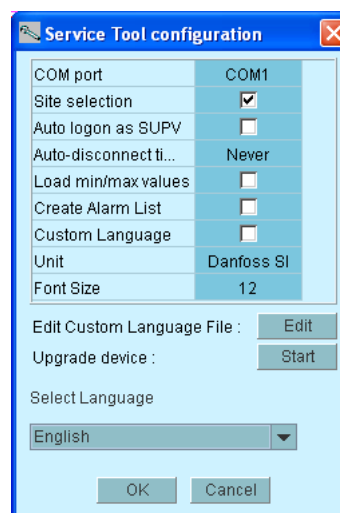 Service Tool configuration
COM port COM1
Site selection
Auto logon as SUPV
Auto-disconnect ti... Never
Load min/max values
Create Alarm List
Custom Language
Unit Danfoss SI
Font Size 12
Edit Custom Language File : Edit
Upgrade device : Start
Select Language
English
OK Cancel